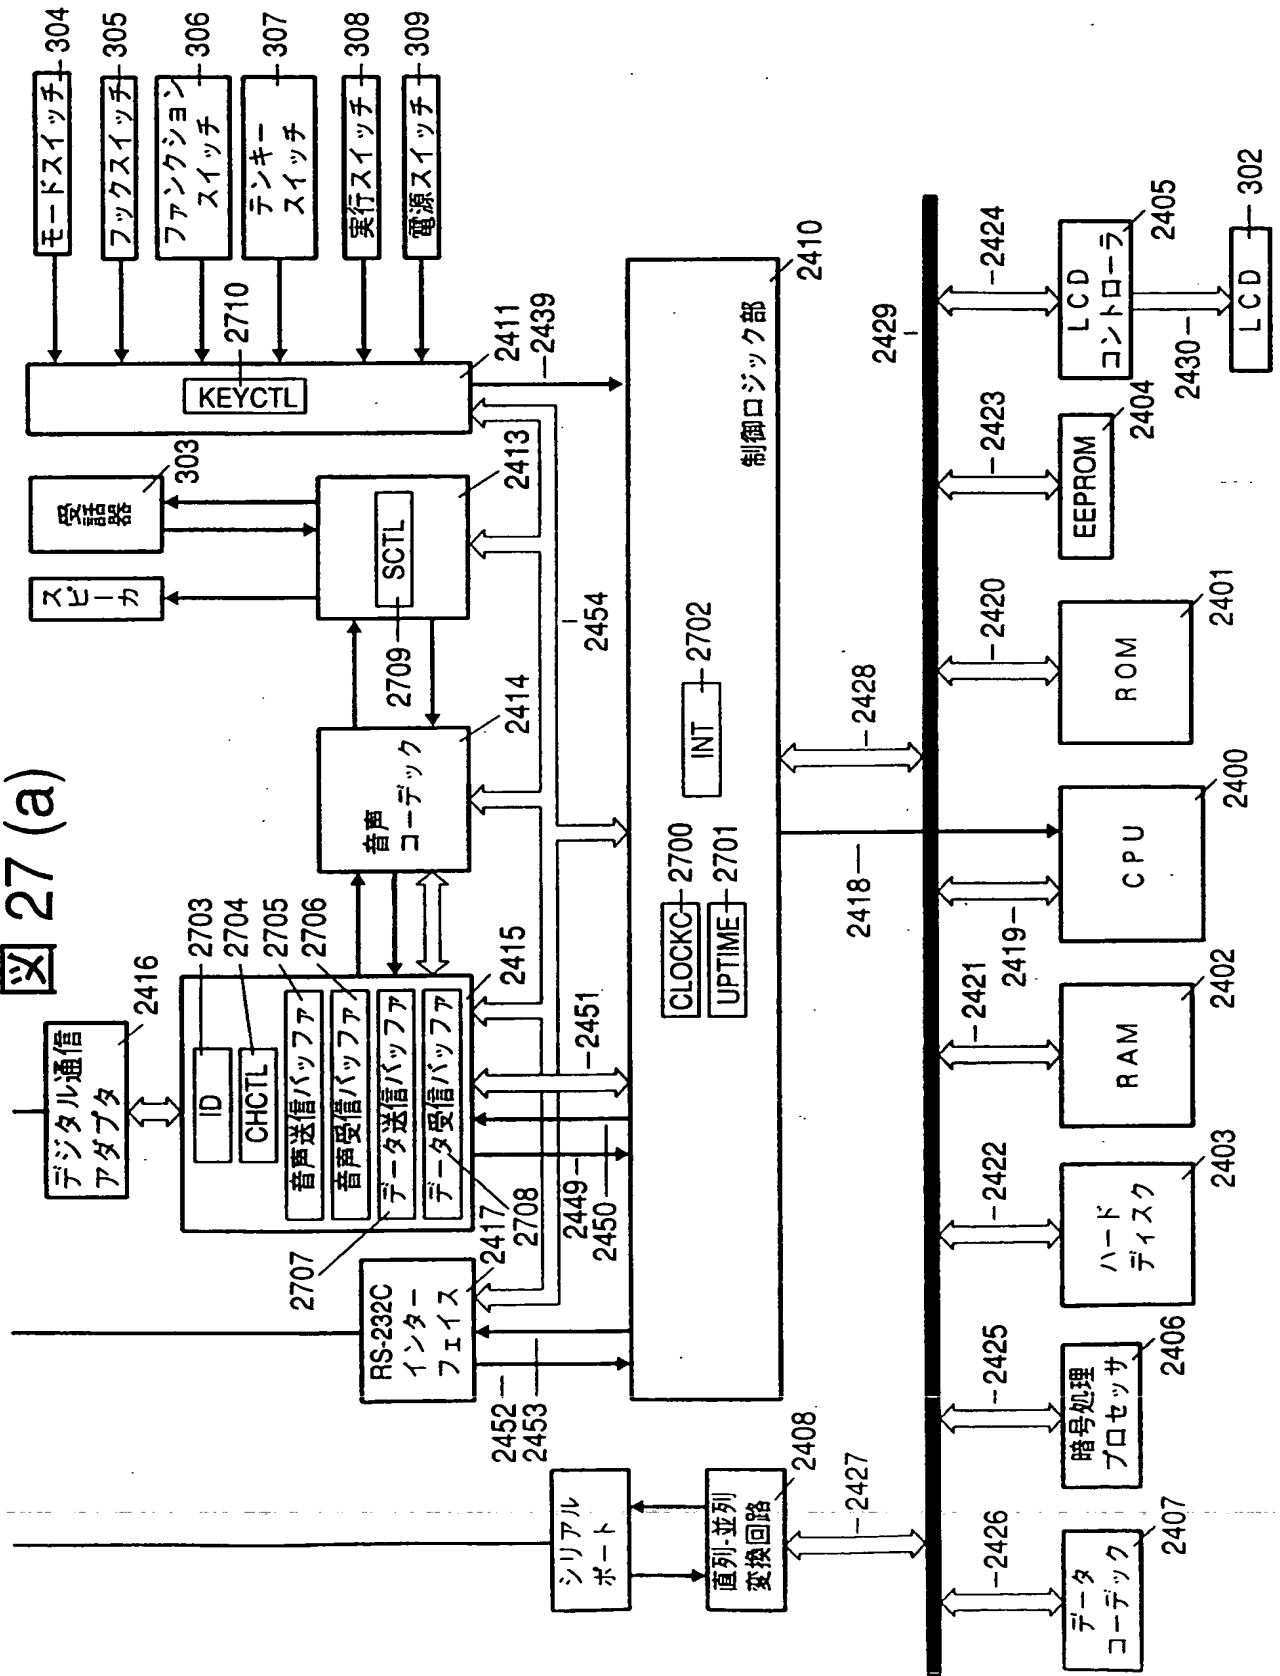 図 27 (a)
デジタル通信
アダプタ
2416
ID
2703
CHCTL
2704
音声送信バッファ
2705
音声受信バッファ
2706
データ送信バッファ
2707
データ受信バッファ
2708
2415
RS-232C
インター
フェイス
2417
2452
2453
2449
2450
2451
音声
コーデック
2414
スピーカ
受話器
303
SCTL
2709
2413
KEYCTL
2710
2411
2439
モードスイッチ
304
フックスイッチ
305
ファンクション
スイッチ
306
テンキー
スイッチ
307
実行スイッチ
308
電源スイッチ
309
2454
シリアル
ポート
直列-並列
変換回路
2408
2427
制御ロジック部
2410
CLOCKC
2700
UPTIME
2701
INT
2702
2418
2428
2429
データ
コーデック
2407
2426
暗号処理
プロセッサ
2406
2425
ハード
ディスク
2403
2422
RAM
2402
2421
CPU
2400
2419
ROM
2401
2420
EEPROM
2404
2423
LCD
コントローラ
2405
2424
2430
LCD
302